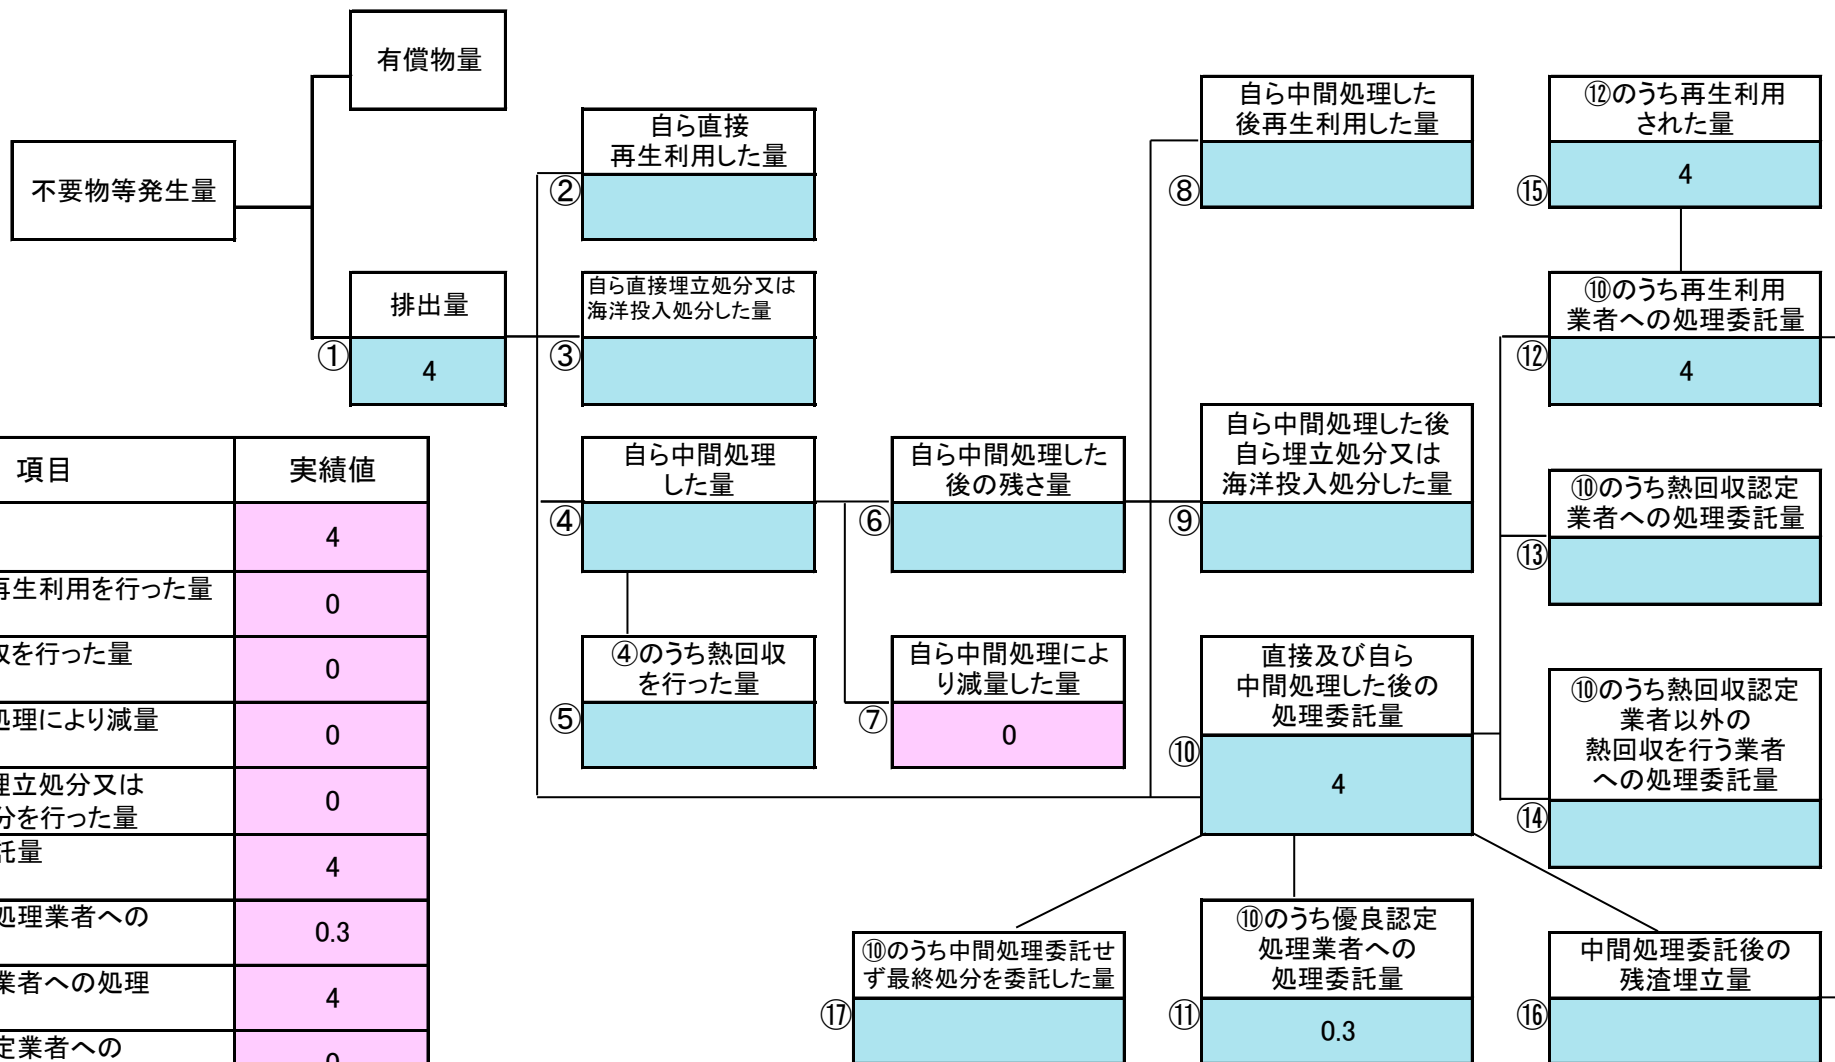 有償物量
不要物等発生量
排出量
①
4
自ら直接
再生利用した量
②
自ら直接埋立処分又は
海洋投入処分した量
③
自ら中間処理
した量
④
④のうち熱回収
を行った量
⑤
自ら中間処理した
後の残さ量
⑥
自ら中間処理によ
り減量した量
⑦
0
自ら中間処理した
後再生利用した量
⑧
自ら中間処理した後
自ら埋立処分又は
海洋投入処分した量
⑨
直接及び自ら
中間処理した後の
処理委託量
⑩
4
⑫のうち再生利用
された量
⑮
4
⑩のうち再生利用
業者への処理委託量
⑫
4
⑩のうち熱回収認定
業者への処理委託量
⑬
⑩のうち熱回収認定
業者以外の
熱回収を行う業者
への処理委託量
⑭
⑩のうち中間処理委託せ
ず最終処分を委託した量
⑰
⑩のうち優良認定
処理業者への
処理委託量
⑪
0.3
中間処理委託後の
残渣埋立量
⑯
項目 実績値
4
再生利用を行った量 0
を行った量 0
処理により減量 0
埋立処分又は
分を行った量 0
託量 4
処理業者への 0.3
業者への処理 4
定業者への 0